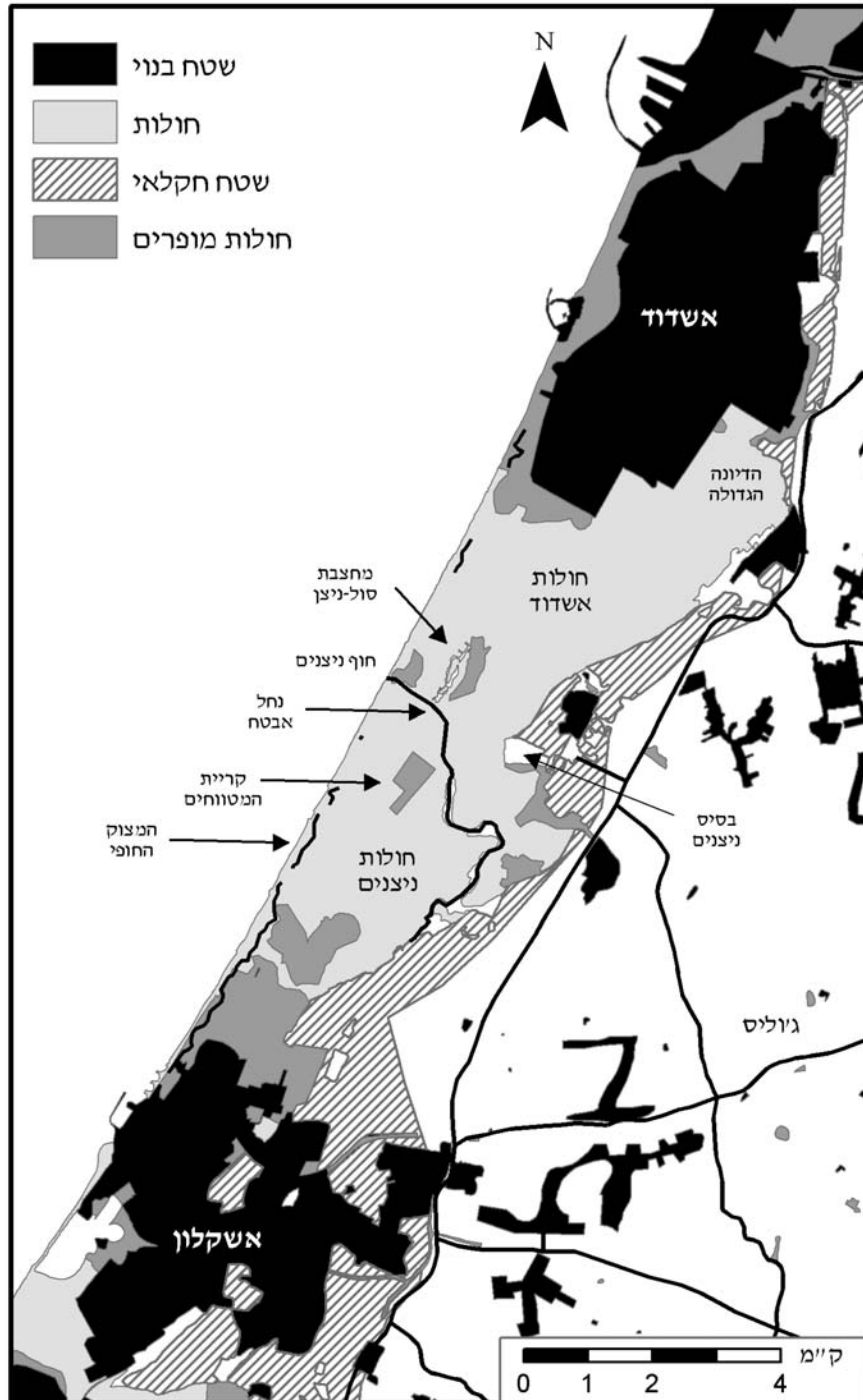 שטח בנוי
חולות
שטח חקלאי
חולות מופרים
N
אשדוד
הדיונה
הגדולה
חולות
אשדוד
מחצבת
סול-ניצן
חוף ניצנים
נחל
אבטח
קריית
המטווחים
המצוק
החופי
חולות
ניצנים
בסיס
ניצנים
ג'וליס
אשקלון
ק״מ
0 1 2 4